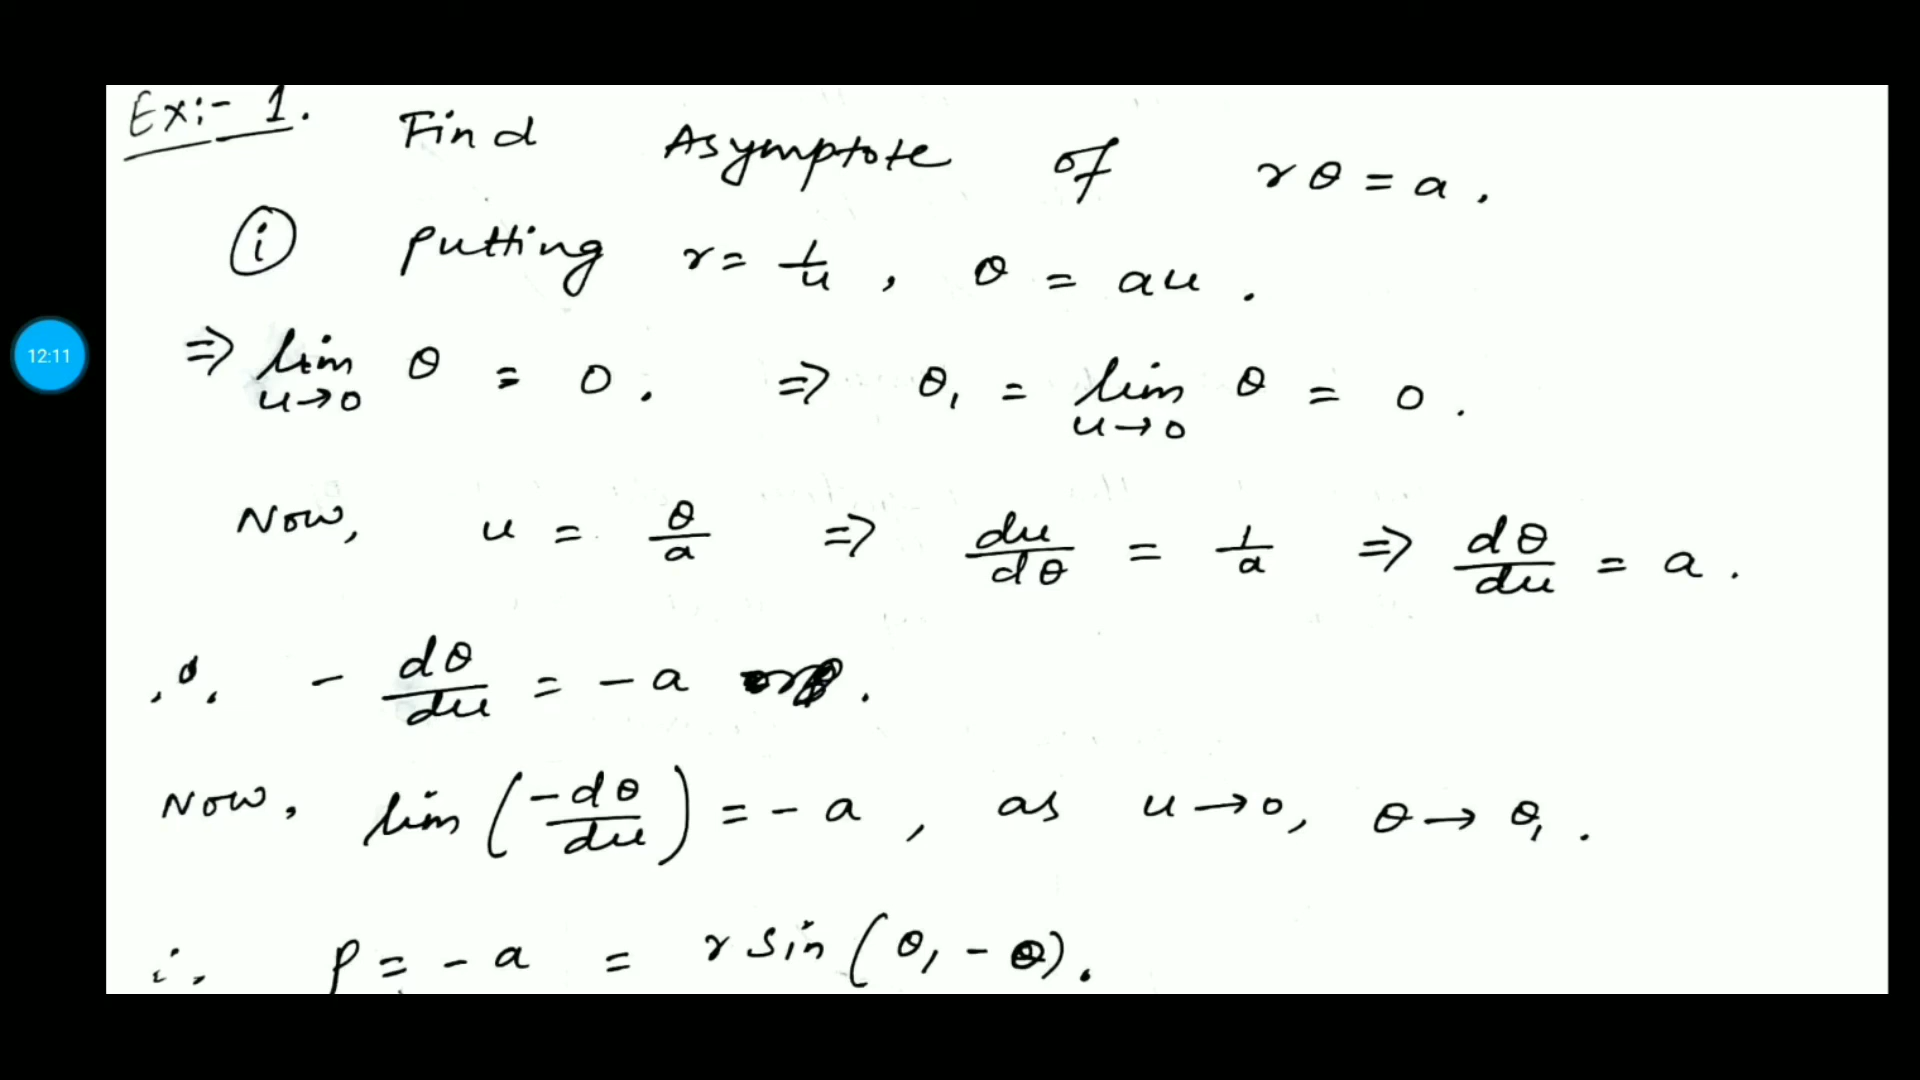 Ex:- 1. Find Asymptote of rθ = a.
(i) putting r = 1/u, θ = au.
⇒ lim u→0 θ = 0. ⇒ θ₁ = lim u→0 θ = 0.
12:11
Now, u = θ/a ⇒ du/dθ = 1/a ⇒ dθ/du = a.
∴ - dθ/du = - a .
Now, lim (-dθ/du) = - a, as u → 0, θ → θ₁.
∴ p = - a = r sin (θ₁ - θ).